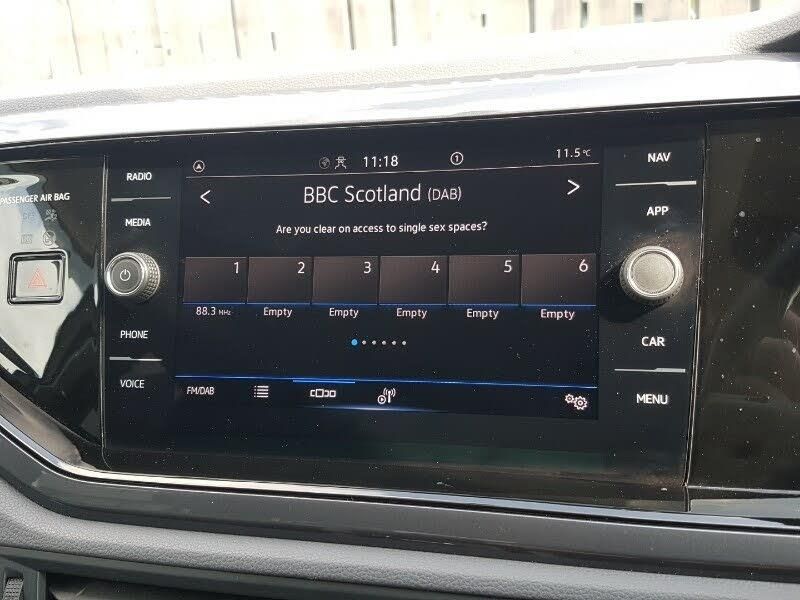 11:18
1
11.5 °C
RADIO
NAV
PASSENGER AIR BAG
BBC Scotland (DAB)
MEDIA
APP
Are you clear on access to single sex spaces?
1 2 3 4 5 6
88.3 MHz Empty Empty Empty Empty Empty
PHONE
CAR
VOICE
FM/DAB
MENU